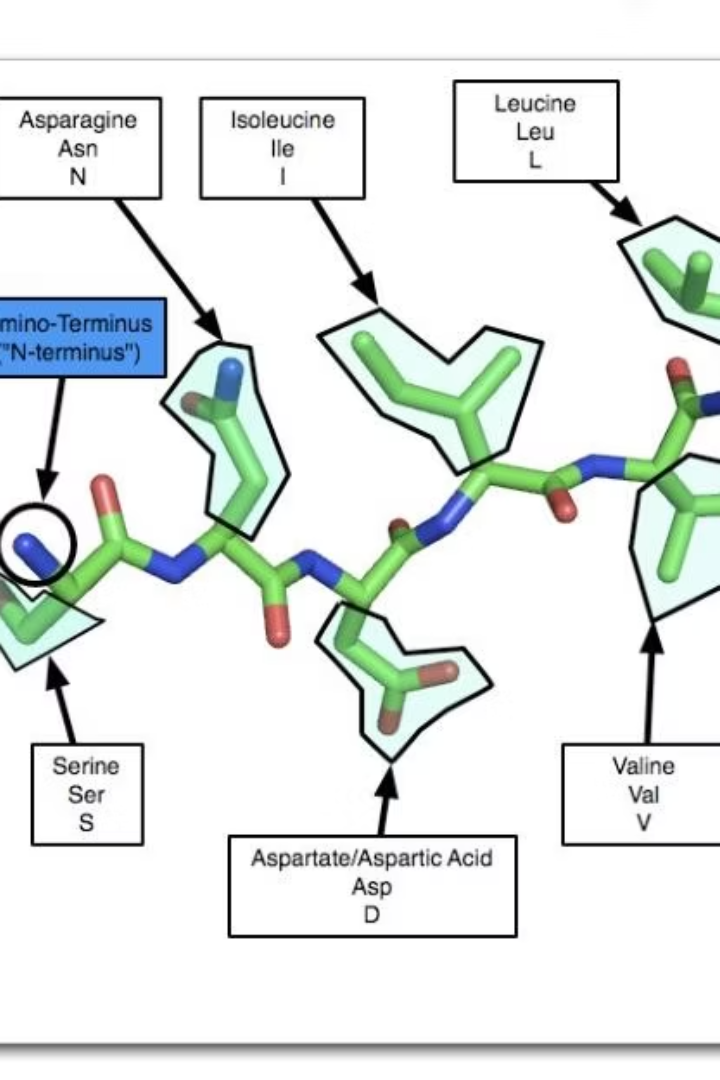 Asparagine
Asn
N
Isoleucine
Ile
I
Leucine
Leu
L
mino-Terminus
("N-terminus")
Serine
Ser
S
Aspartate/Aspartic Acid
Asp
D
Valine
Val
V